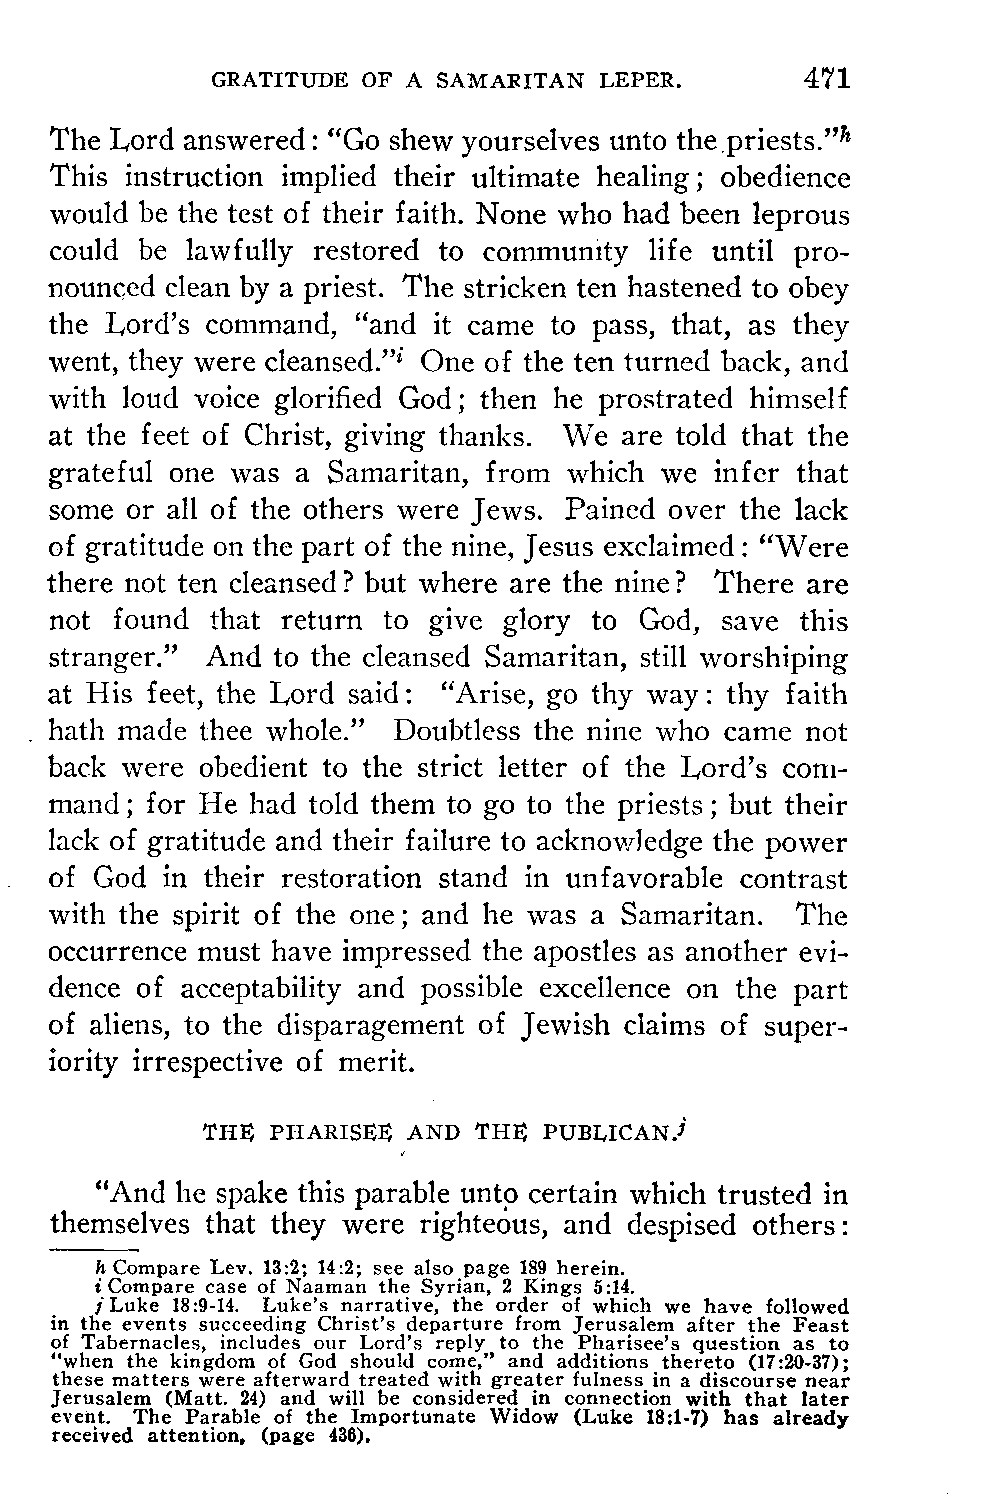 GRATITUDE OF A SAMARITAN LEPER. 471
The Lord answered: “Go shew yourselves unto the priests.”h
This instruction implied their ultimate healing; obedience
would be the test of their faith. None who had been leprous
could be lawfully restored to community life until pro-
nounced clean by a priest. The stricken ten hastened to obey
the Lord’s command, “and it came to pass, that, as they
went, they were cleansed.”i One of the ten turned back, and
with loud voice glorified God; then he prostrated himself
at the feet of Christ, giving thanks. We are told that the
grateful one was a Samaritan, from which we infer that
some or all of the others were Jews. Pained over the lack
of gratitude on the part of the nine, Jesus exclaimed: “Were
there not ten cleansed? but where are the nine? There are
not found that return to give glory to God, save this
stranger.” And to the cleansed Samaritan, still worshiping
at His feet, the Lord said: “Arise, go thy way: thy faith
hath made thee whole.” Doubtless the nine who came not
back were obedient to the strict letter of the Lord’s com-
mand; for He had told them to go to the priests; but their
lack of gratitude and their failure to acknowledge the power
of God in their restoration stand in unfavorable contrast
with the spirit of the one; and he was a Samaritan. The
occurrence must have impressed the apostles as another evi-
dence of acceptability and possible excellence on the part
of aliens, to the disparagement of Jewish claims of super-
iority irrespective of merit.
THE PHARISEE AND THE PUBLICAN.j
“And he spake this parable unto certain which trusted in
themselves that they were righteous, and despised others:
h Compare Lev. 13:2; 14:2; see also page 189 herein.
i Compare case of Naaman the Syrian, 2 Kings 5:14.
j Luke 18:9-14. Luke’s narrative, the order of which we have followed
in the events succeeding Christ’s departure from Jerusalem after the Feast
of Tabernacles, includes our Lord’s reply to the Pharisee’s question as to
“when the kingdom of God should come,” and additions thereto (17:20-37);
these matters were afterward treated with greater fulness in a discourse near
Jerusalem (Matt. 24) and will be considered in connection with that later
event. The Parable of the Importunate Widow (Luke 18:1-7) has already
received attention, (page 436).